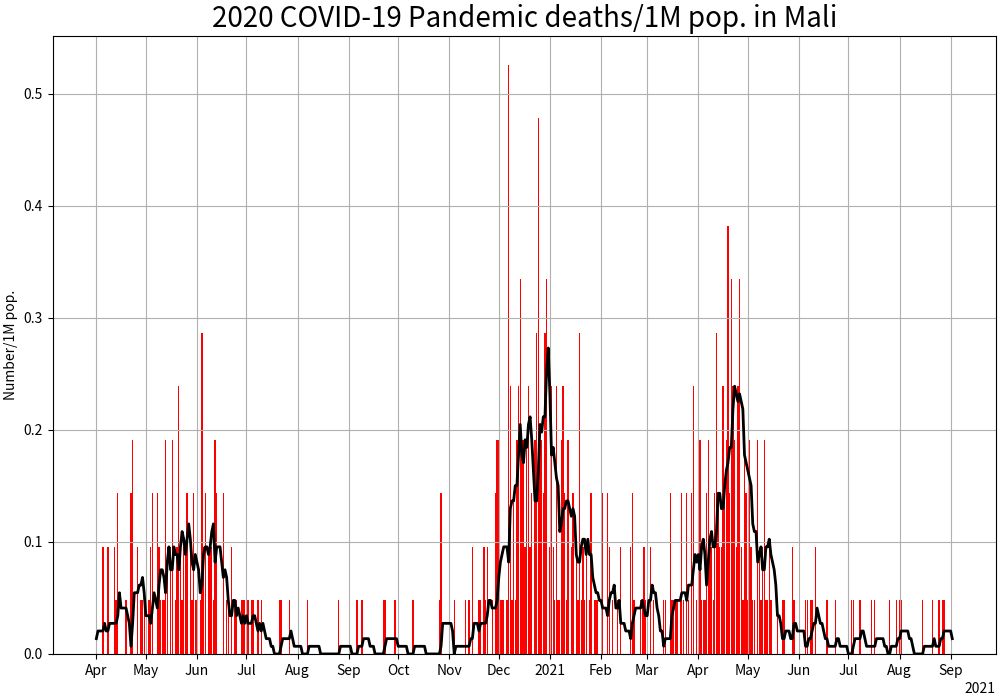 2020 COVID-19 Pandemic deaths/1M pop. in Mali
Number/1M pop.
0.5
0.4
0.3
0.2
0.1
0.0
Apr May Jun Jul Aug Sep Oct Nov Dec 2021 Feb Mar Apr May Jun Jul Aug Sep
2021